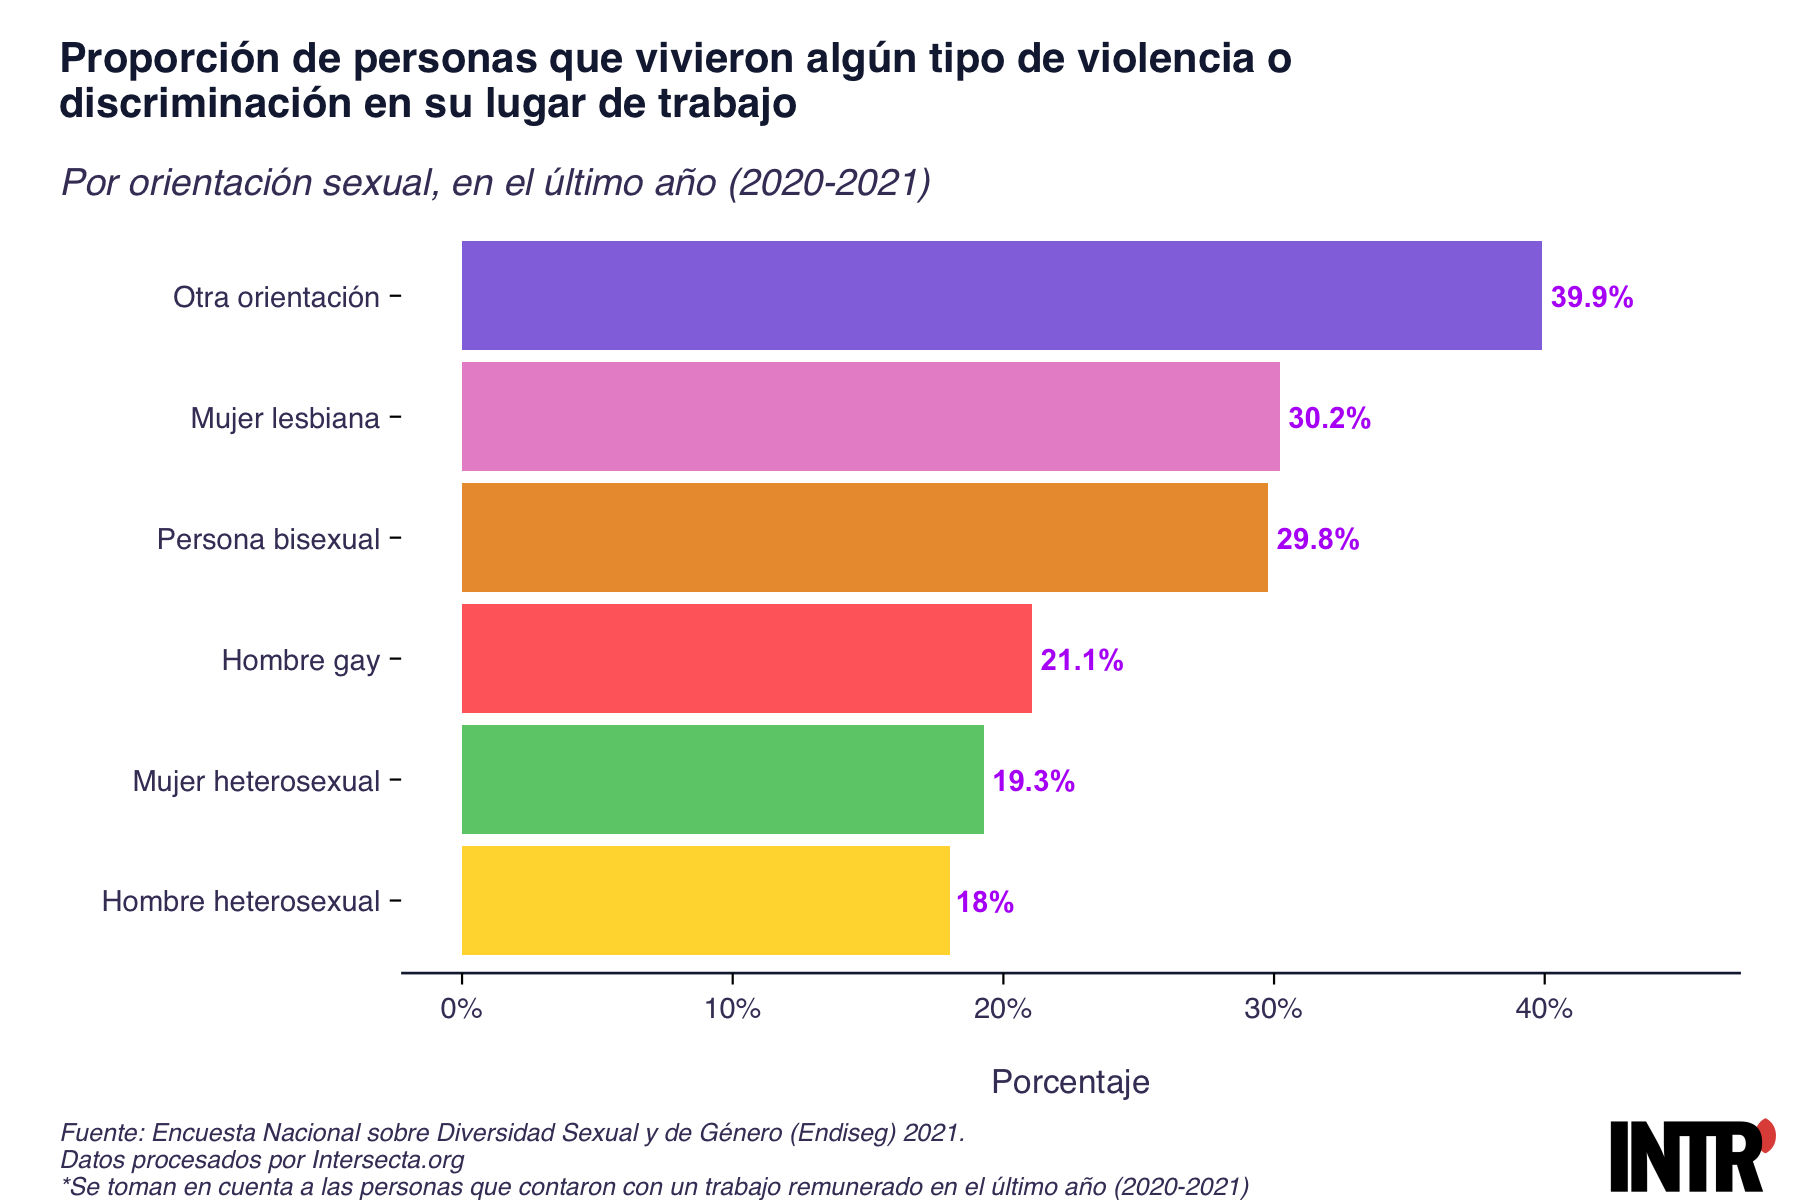 Proporción de personas que vivieron algún tipo de violencia o
discriminación en su lugar de trabajo
Por orientación sexual, en el último año (2020-2021)
Otra orientación
39.9%
Mujer lesbiana
30.2%
Persona bisexual
29.8%
Hombre gay
21.1%
Mujer heterosexual
19.3%
Hombre heterosexual
18%
0% 10% 20% 30% 40%
Porcentaje
Fuente: Encuesta Nacional sobre Diversidad Sexual y de Género (Endiseg) 2021.
Datos procesados por Intersecta.org
*Se toman en cuenta a las personas que contaron con un trabajo remunerado en el último año (2020-2021)
INTR